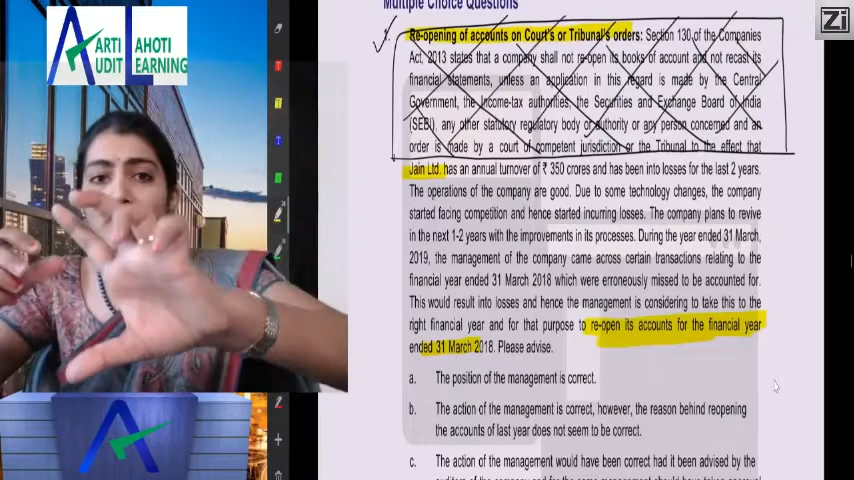 Multiple Choice Questions
Zi
ARTI LAHOTI
AUDIT LEARNING
Re-opening of accounts on Court's or Tribunal's orders: Section 130 of the Companies
Act, 2013 states that a company shall not re-open its books of account and not recast its
financial statements, unless an application in this regard is made by the Central
Government, the Income-tax authorities, the Securities and Exchange Board of India
(SEBI), any other statutory regulatory body or authority or any person concerned and an
order is made by a court of competent jurisdiction or the Tribunal to the effect that
Jain Ltd. has an annual turnover of ₹ 350 crores and has been into losses for the last 2 years.
The operations of the company are good. Due to some technology changes, the company
started facing competition and hence started incurring losses. The company plans to revive
in the next 1-2 years with the improvements in its processes. During the year ended 31 March,
2019, the management of the company came across certain transactions relating to the
financial year ended 31 March 2018 which were erroneously missed to be accounted for.
This would result into losses and hence the management is considering to take this to the
right financial year and for that purpose to re-open its accounts for the financial year
ended 31 March 2018. Please advise.
a. The position of the management is correct.
b. The action of the management is correct, however, the reason behind reopening
the accounts of last year does not seem to be correct.
c. The action of the management would have been correct had it been advised by the